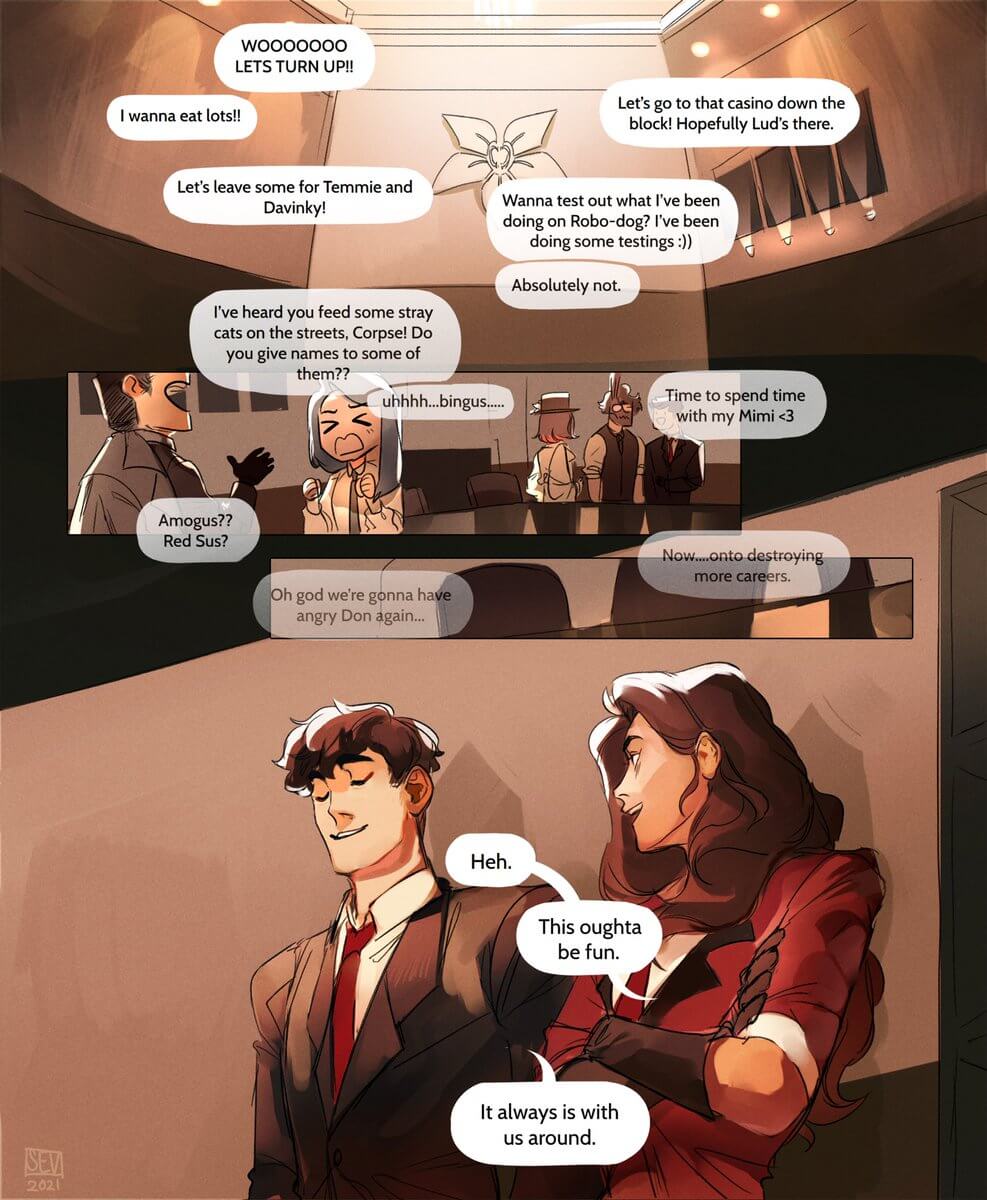 WOOOOOOO
LETS TURN UP!!
I wanna eat lots!!
Let's go to that casino down the
block! Hopefully Lud's there.
Let's leave some for Temmie and
Davinky!
Wanna test out what I've been
doing on Robo-dog? I've been
doing some testings :))
Absolutely not.
I've heard you feed some stray
cats on the streets, Corpse! Do
you give names to some of
them??
uhhhh...bingus.....
Time to spend time
with my Mimi <3
Amogus??
Red Sus?
Now....onto destroying
more careers.
Oh god we're gonna have
angry Don again...
Heh.
This oughta
be fun.
It always is with
us around.
SEV
2021